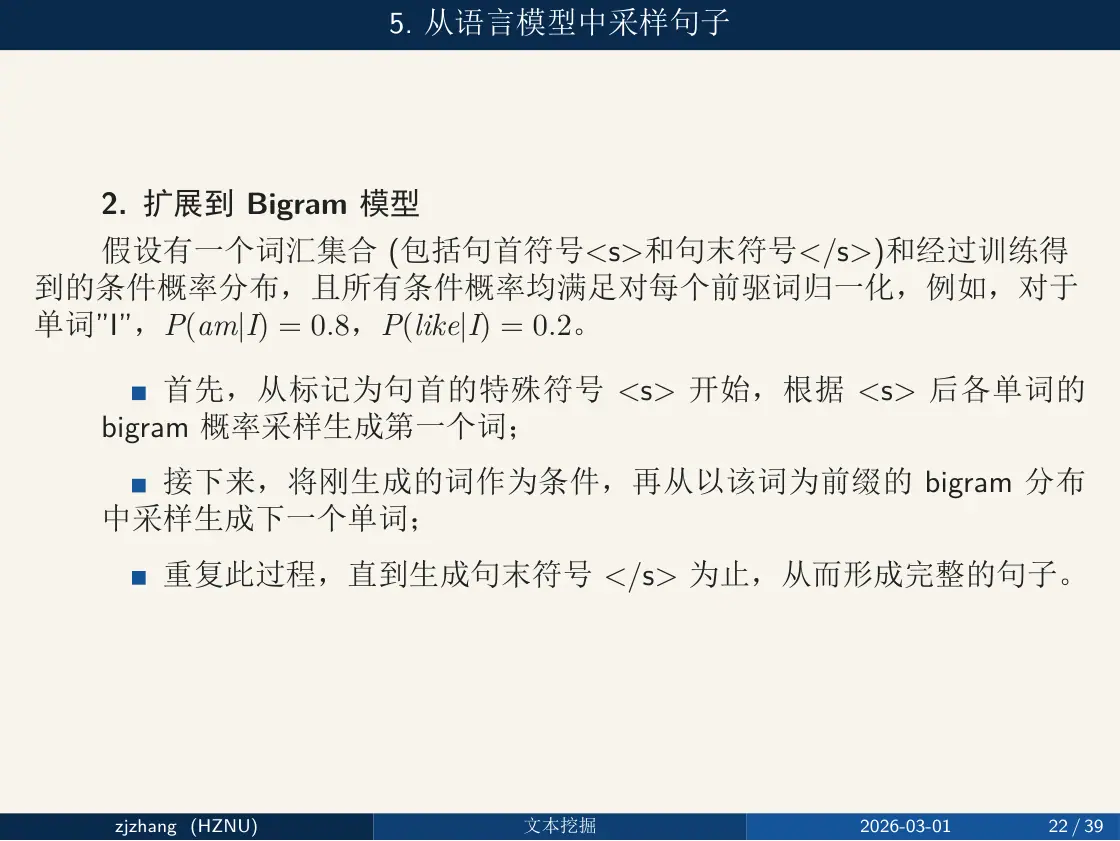 5. 从语言模型中采样句子
2. 扩展到 Bigram 模型
假设有一个词汇集合 (包括句首符号<s>和句末符号</s>)和经过训练得
到的条件概率分布，且所有条件概率均满足对每个前驱词归一化，例如，对于
单词"I"，P(am|I) = 0.8，P(like|I) = 0.2。
■ 首先，从标记为句首的特殊符号 <s> 开始，根据 <s> 后各单词的
bigram 概率采样生成第一个词；
■ 接下来，将刚生成的词作为条件，再从以该词为前缀的 bigram 分布
中采样生成下一个单词；
■ 重复此过程，直到生成句末符号 </s> 为止，从而形成完整的句子。
zjzhang (HZNU) 文本挖掘 2026-03-01 22 / 39